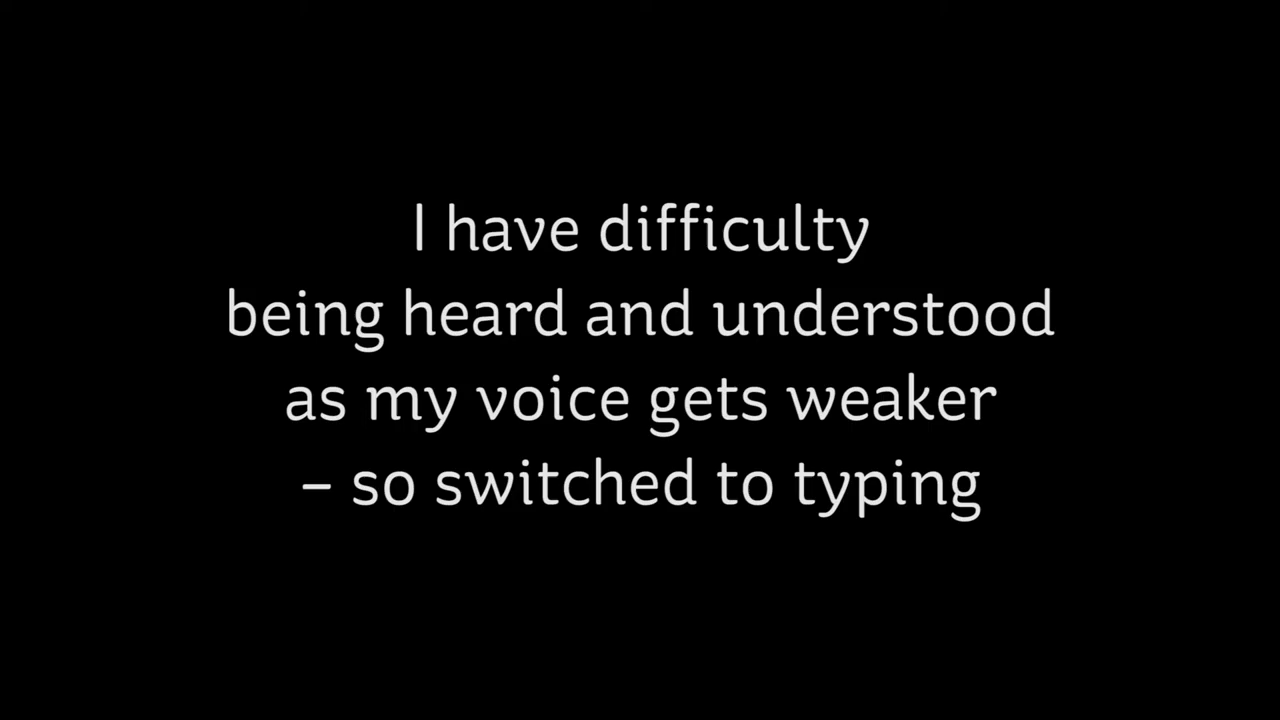 I have difficulty
being heard and understood
as my voice gets weaker
– so switched to typing